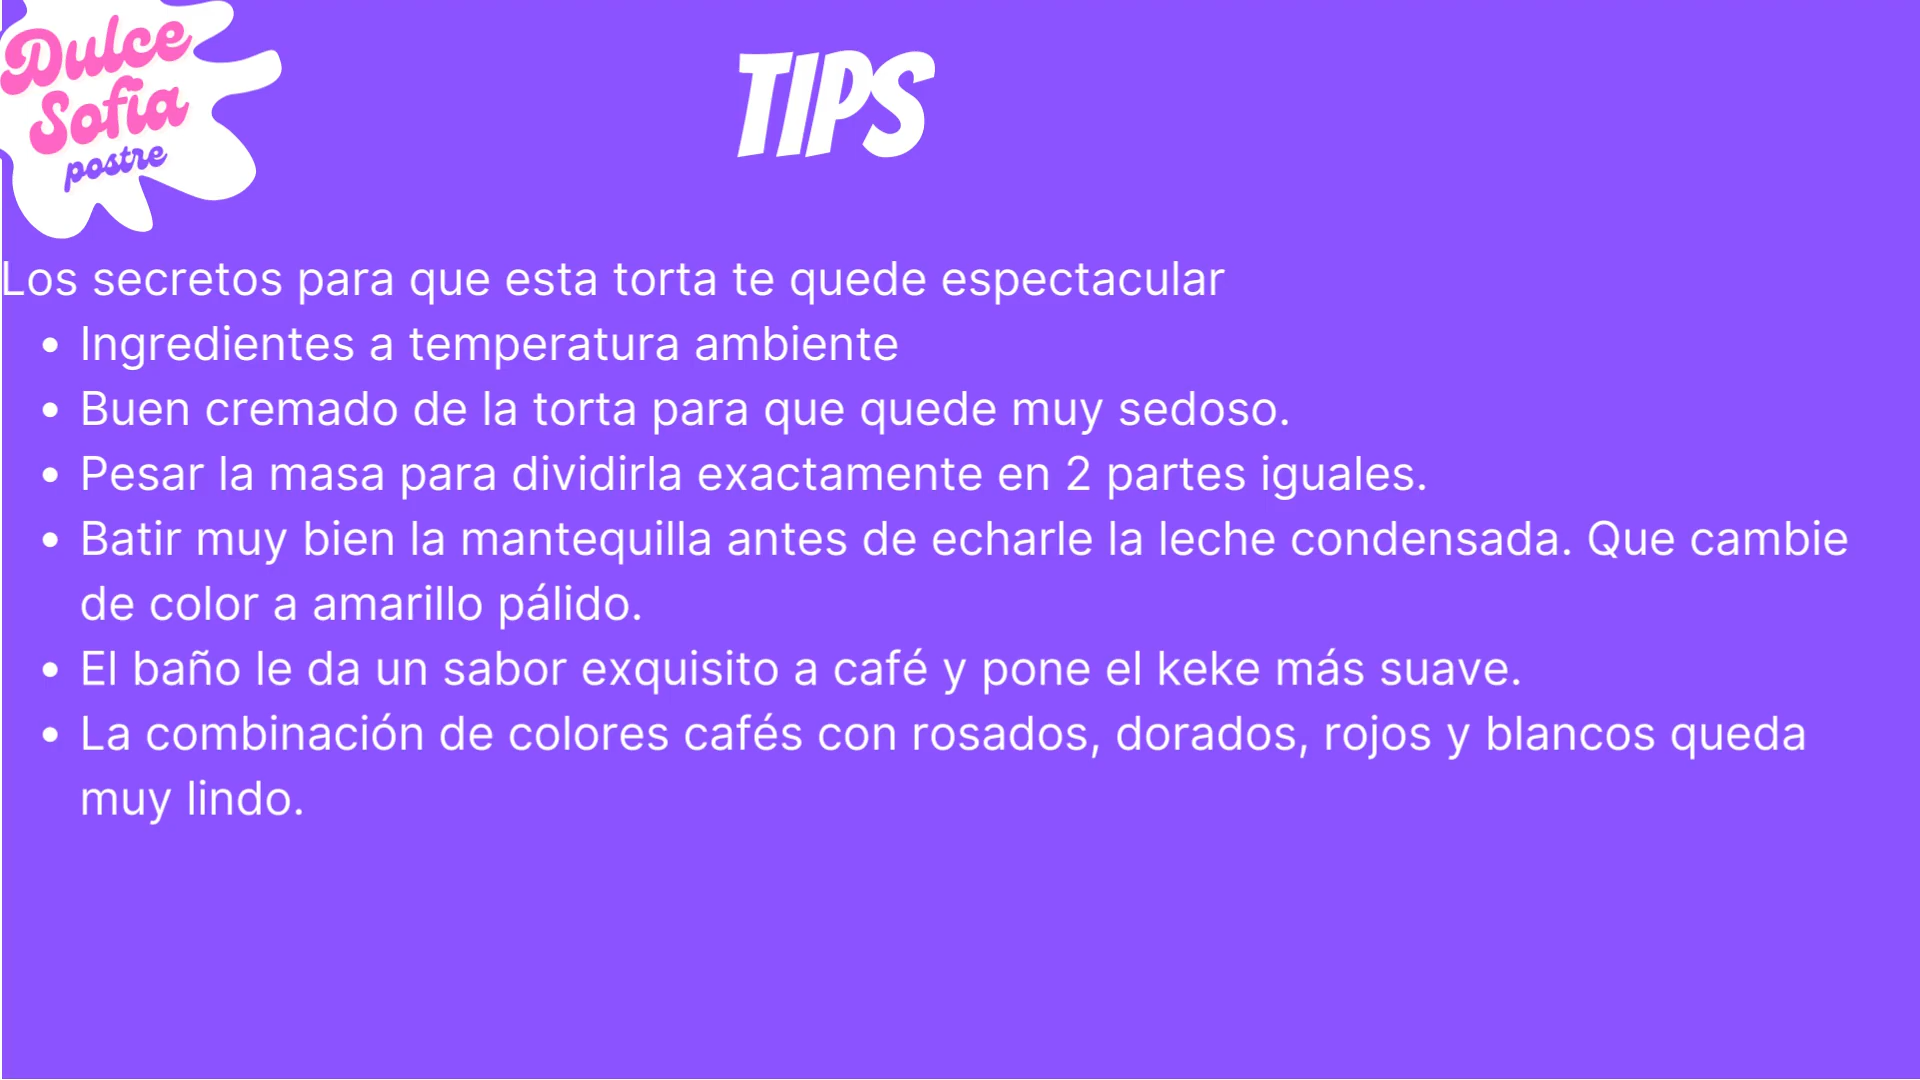 Dulce
Sofia
postre
TIPS
Los secretos para que esta torta te quede espectacular
• Ingredientes a temperatura ambiente
• Buen cremado de la torta para que quede muy sedoso.
• Pesar la masa para dividirla exactamente en 2 partes iguales.
• Batir muy bien la mantequilla antes de echarle la leche condensada. Que cambie
de color a amarillo pálido.
• El baño le da un sabor exquisito a café y pone el keke más suave.
• La combinación de colores cafés con rosados, dorados, rojos y blancos queda
muy lindo.